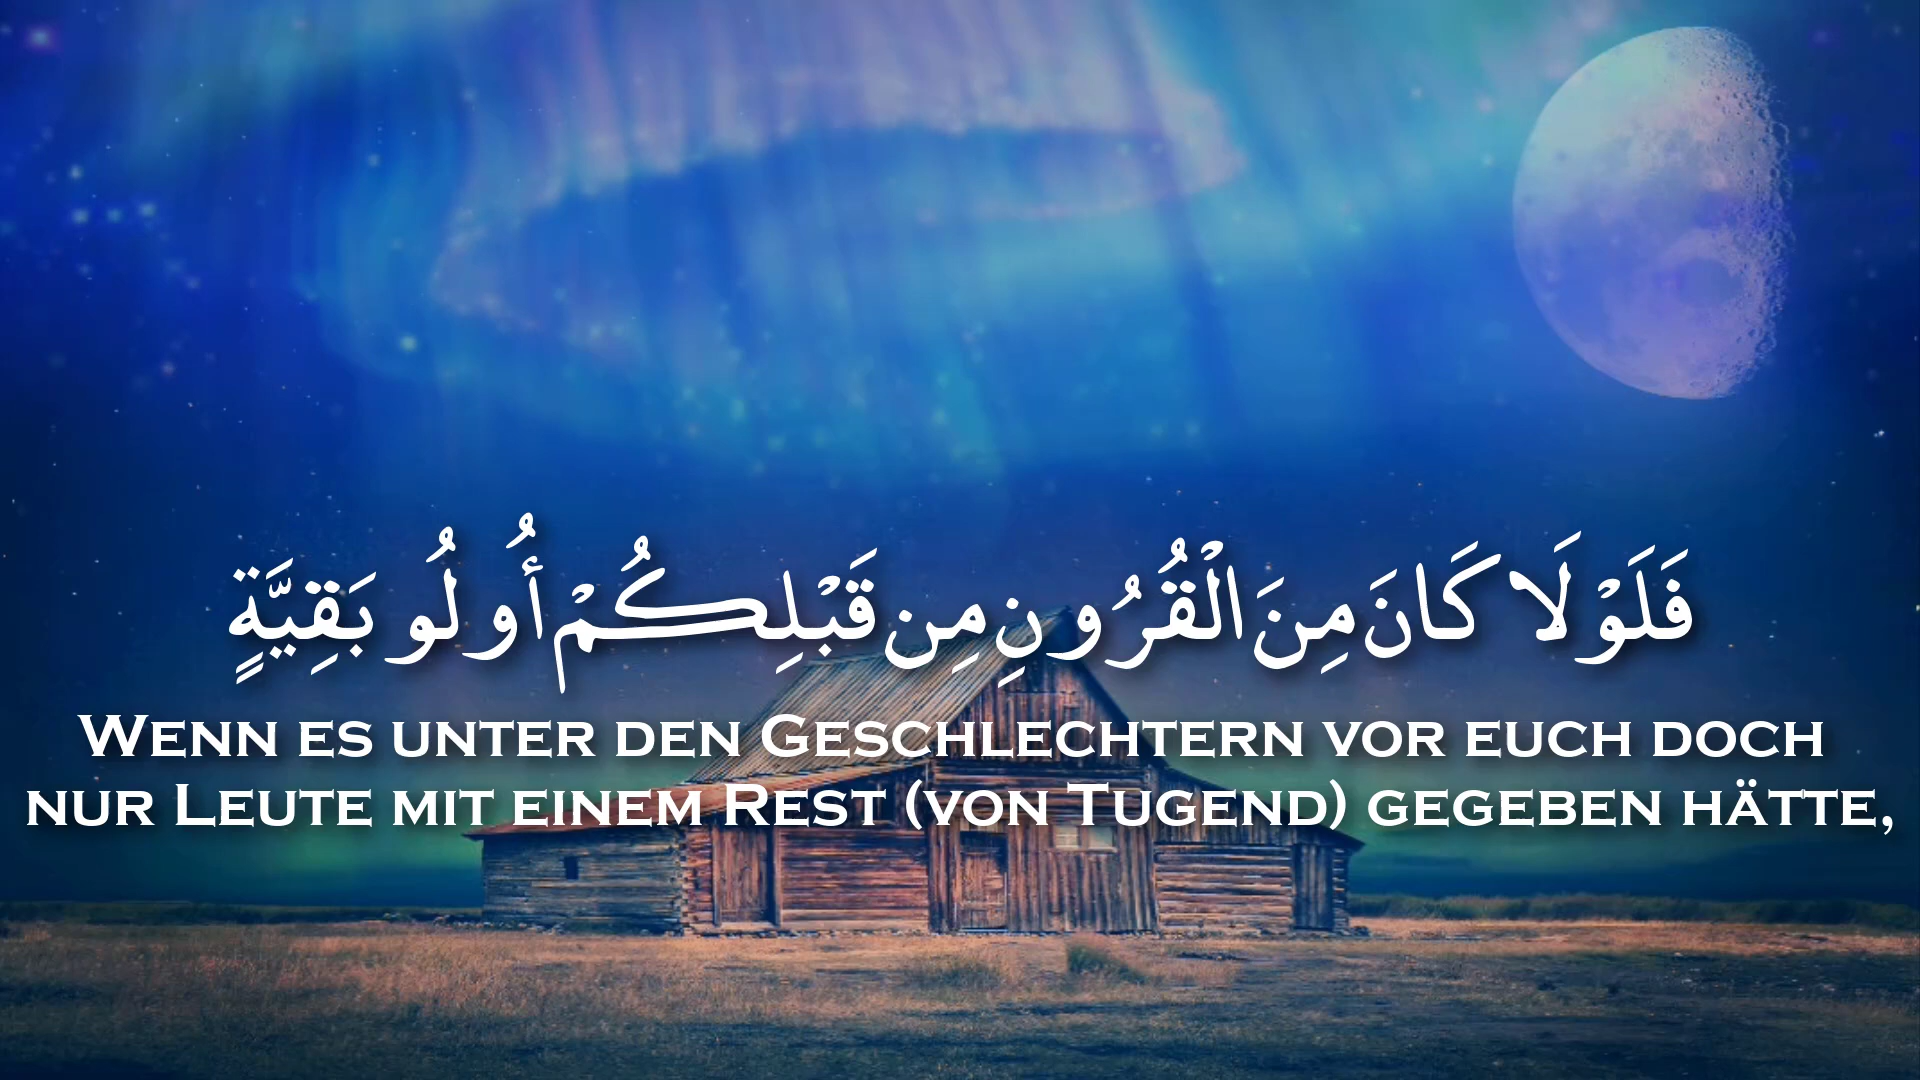 فَلَوْلَا كَانَ مِنَ الْقُرُونِ مِن قَبْلِكُمْ أُولُو بَقِيَّةٍ
Wenn es unter den Geschlechtern vor euch doch
nur Leute mit einem Rest (von Tugend) gegeben hätte,